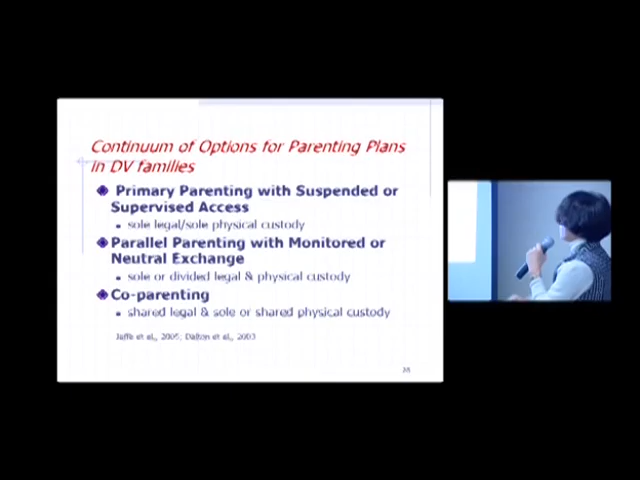 Continuum of Options for Parenting Plans
in DV families
Primary Parenting with Suspended or
Supervised Access
sole legal/sole physical custody
Parallel Parenting with Monitored or
Neutral Exchange
sole or divided legal & physical custody
Co-parenting
shared legal & sole or shared physical custody
Jaffe et al., 2005; Dalton et al., 2003